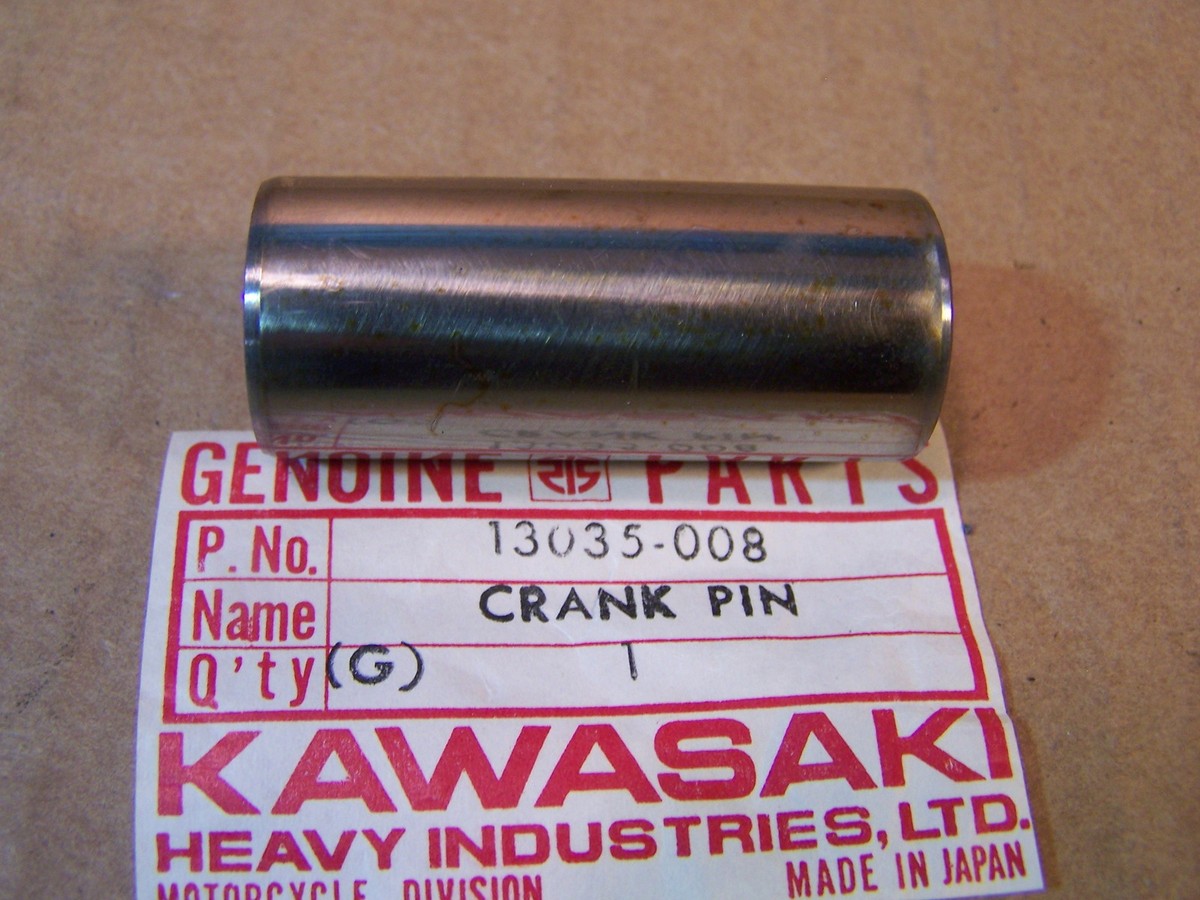 GENUINE PARTS
P. No. 13035-008
Name CRANK PIN
Q'ty (G) 1
KAWASAKI
HEAVY INDUSTRIES, LTD.
MOTORCYCLE DIVISION MADE IN JAPAN